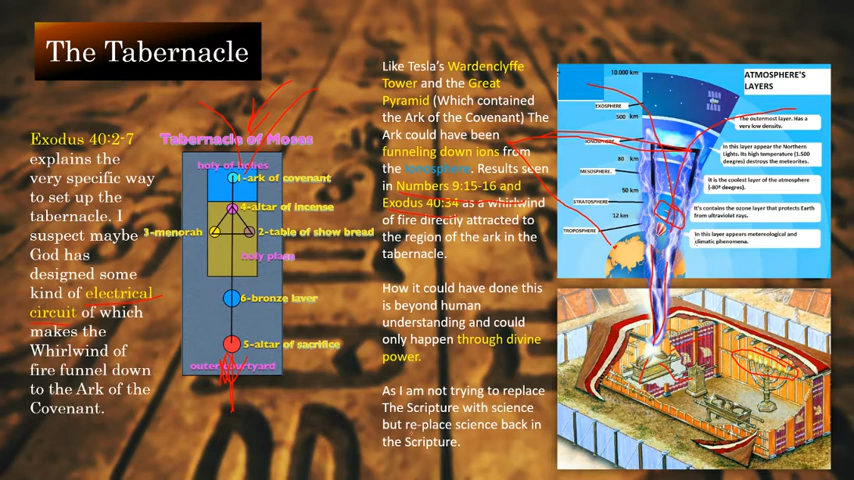 The Tabernacle
Exodus 40:2-7
explains the
very specific way
to set up the
tabernacle. I
suspect maybe
God has
designed some
kind of electrical
circuit of which
makes the
Whirlwind of
fire funnel down
to the Ark of the
Covenant.
Tabernacle of Moses
holy of holies
1-ark of covenant
4-altar of incense
3-menorah
2-table of show bread
holy place
6-bronze laver
5-altar of sacrifice
outer courtyard
Like Tesla's Wardenclyffe
Tower and the Great
Pyramid (Which contained
the Ark of the Covenant) The
Ark could have been
funneling down ions from
the Ionosphere. Results seen
in Numbers 9:15-16 and
Exodus 40:34 as a whirlwind
of fire directly attracted to
the region of the ark in the
tabernacle.
How it could have done this
is beyond human
understanding and could
only happen through divine
power.
As I am not trying to replace
The Scripture with science
but re-place science back in
the Scripture.
ATMOSPHERE'S
LAYERS
10.000 km
EXOSPHERE
500 km
The outermost layer. Has a
very low density.
IONOSPHERE
In this layer appear the Northern
Lights. Its high temperature (1.500
degrees) destroys the meteorites.
80 km
MESOSPHERE
It is the coolest layer of the atmosphere
(-80º degrees).
50 km
STRATOSPHERE
It's contains the ozone layer that protects Earth
from ultraviolet rays.
12 km
TROPOSPHERE
In this layer appears metereological and
climatic phenomena.